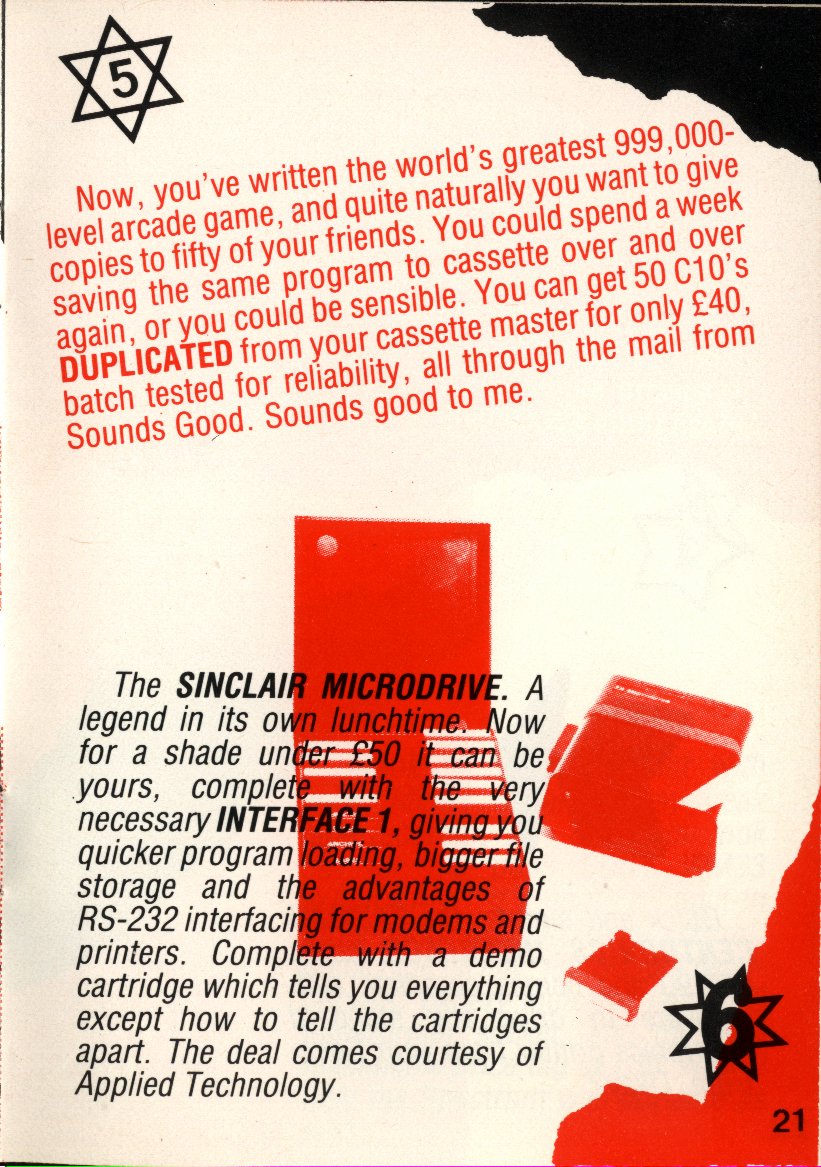 5
Now, you've written the world's greatest 999,000-
level arcade game, and quite naturally you want to give
copies to fifty of your friends. You could spend a week
saving the same program to cassette over and over
again, or you could be sensible. You can get 50 C10's
DUPLICATED from your cassette master for only £40,
batch tested for reliability, all through the mail from
Sounds Good. Sounds good to me.
The SINCLAIR MICRODRIVE. A
legend in its own lunchtime. Now
for a shade under £50 it can be
yours, complete with the very
necessary INTERFACE 1, giving you
quicker program loading, bigger file
storage and the advantages of
RS-232 interfacing for modems and
printers. Complete with a demo
cartridge which tells you everything
except how to tell the cartridges
apart. The deal comes courtesy of
Applied Technology.
6
21